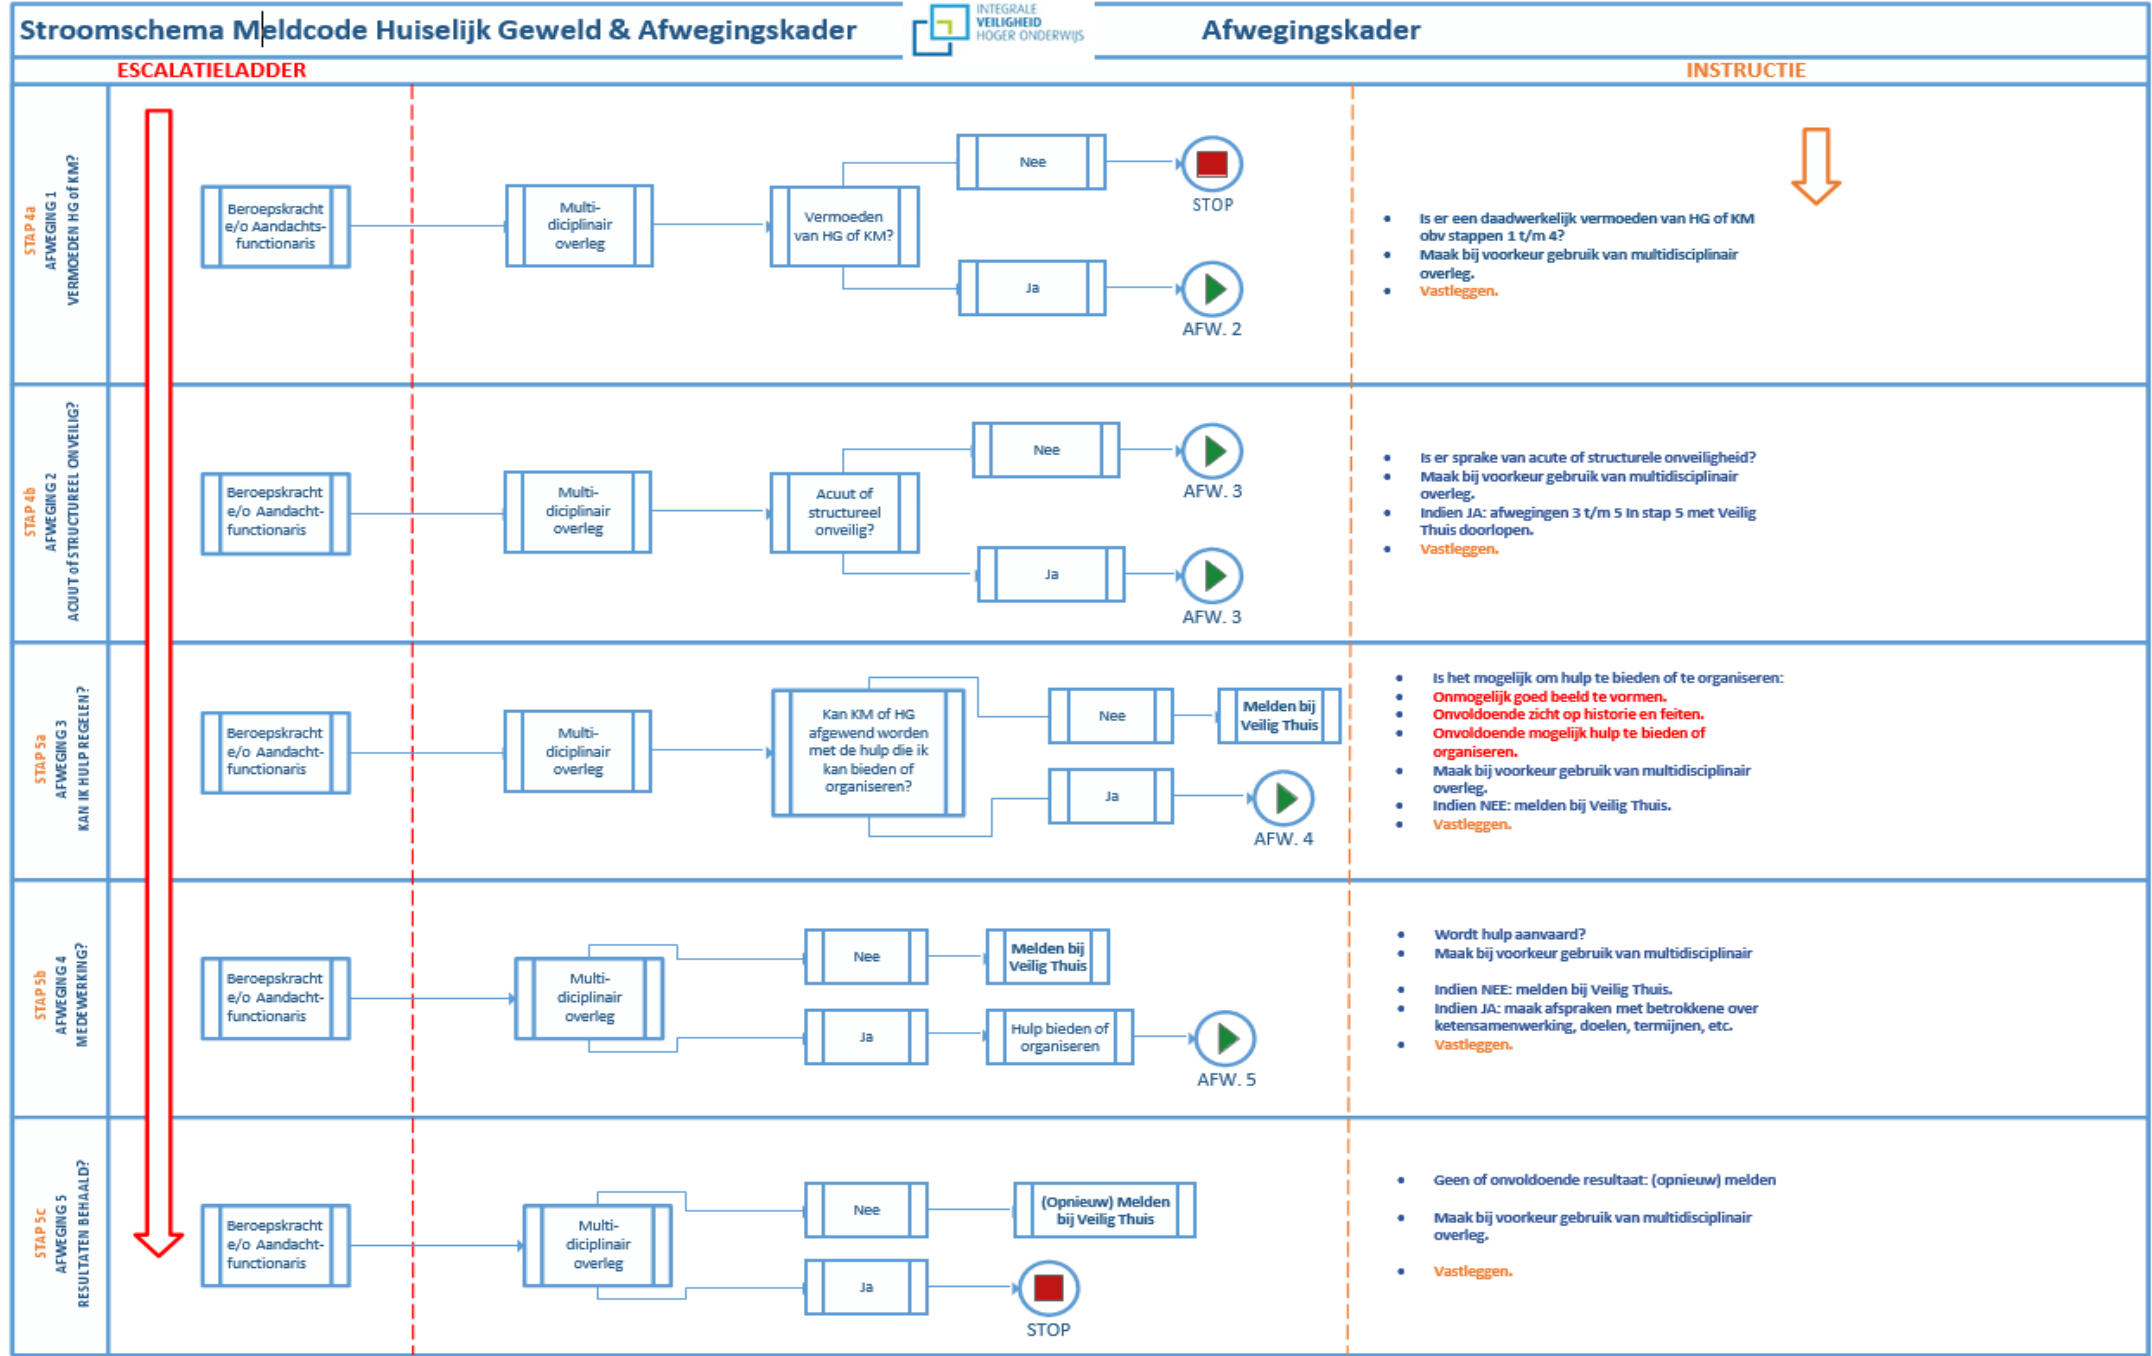 Stroomschema Meldcode Huiselijk Geweld & Afwegingskader
INTEGRALE
VEILIGHEID
HOGER ONDERWIJS
Afwegingskader
ESCALATIELADDER
INSTRUCTIE
STAP 4a
AFWEGING 1
VERMOEDEN HG of KM?
Beroepskracht
e/o Aandachts-
functionaris
Multi-
diciplinair
overleg
Vermoeden
van HG of KM?
Nee
STOP
Ja
AFW. 2
Is er een daadwerkelijk vermoeden van HG of KM
obv stappen 1 t/m 4?
Maak bij voorkeur gebruik van multidisciplinair
overleg.
Vastleggen.
STAP 4b
AFWEGING 2
ACUUT of STRUCTUREEL ONVEILIG?
Beroepskracht
e/o Aandacht-
functionaris
Multi-
diciplinair
overleg
Acuut of
structureel
onveilig?
Nee
AFW. 3
Ja
AFW. 3
Is er sprake van acute of structurele onveiligheid?
Maak bij voorkeur gebruik van multidisciplinair
overleg.
Indien JA: afwegingen 3 t/m 5 In stap 5 met Veilig
Thuis doorlopen.
Vastleggen.
STAP 5a
AFWEGING 3
KAN IK HULP REGELEN?
Beroepskracht
e/o Aandacht-
functionaris
Multi-
diciplinair
overleg
Kan KM of HG
afgewend worden
met de hulp die ik
kan bieden of
organiseren?
Nee
Melden bij
Veilig Thuis
Ja
AFW. 4
Is het mogelijk om hulp te bieden of te organiseren:
Onmogelijk goed beeld te vormen.
Onvoldoende zicht op historie en feiten.
Onvoldoende mogelijk hulp te bieden of
organiseren.
Maak bij voorkeur gebruik van multidisciplinair
overleg.
Indien NEE: melden bij Veilig Thuis.
Vastleggen.
STAP 5b
AFWEGING 4
MEDEWERKING?
Beroepskracht
e/o Aandacht-
functionaris
Multi-
diciplinair
overleg
Nee
Melden bij
Veilig Thuis
Ja
Hulp bieden of
organiseren
AFW. 5
Wordt hulp aanvaard?
Maak bij voorkeur gebruik van multidisciplinair
Indien NEE: melden bij Veilig Thuis.
Indien JA: maak afspraken met betrokkene over
ketensamenwerking, doelen, termijnen, etc.
Vastleggen.
STAP 5c
AFWEGING 5
RESULTATEN BEHAALD?
Beroepskracht
e/o Aandacht-
functionaris
Multi-
diciplinair
overleg
Nee
(Opnieuw) Melden
bij Veilig Thuis
Ja
STOP
Geen of onvoldoende resultaat: (opnieuw) melden
Maak bij voorkeur gebruik van multidisciplinair
overleg.
Vastleggen.